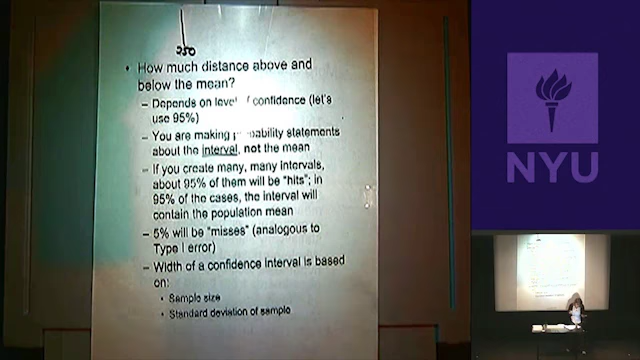 250
• How much distance above and
below the mean?
– Depends on level of confidence (let's
use 95%)
– You are making probability statements
about the interval, not the mean
– If you create many, many intervals,
about 95% of them will be "hits"; in
95% of the cases, the interval will
contain the population mean
– 5% will be "misses" (analogous to
Type I error)
– Width of a confidence interval is based
on:
• Sample size
• Standard deviation of sample
NYU